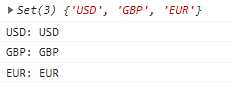 ▶ Set(3) {'USD', 'GBP', 'EUR'}
USD: USD
GBP: GBP
EUR: EUR